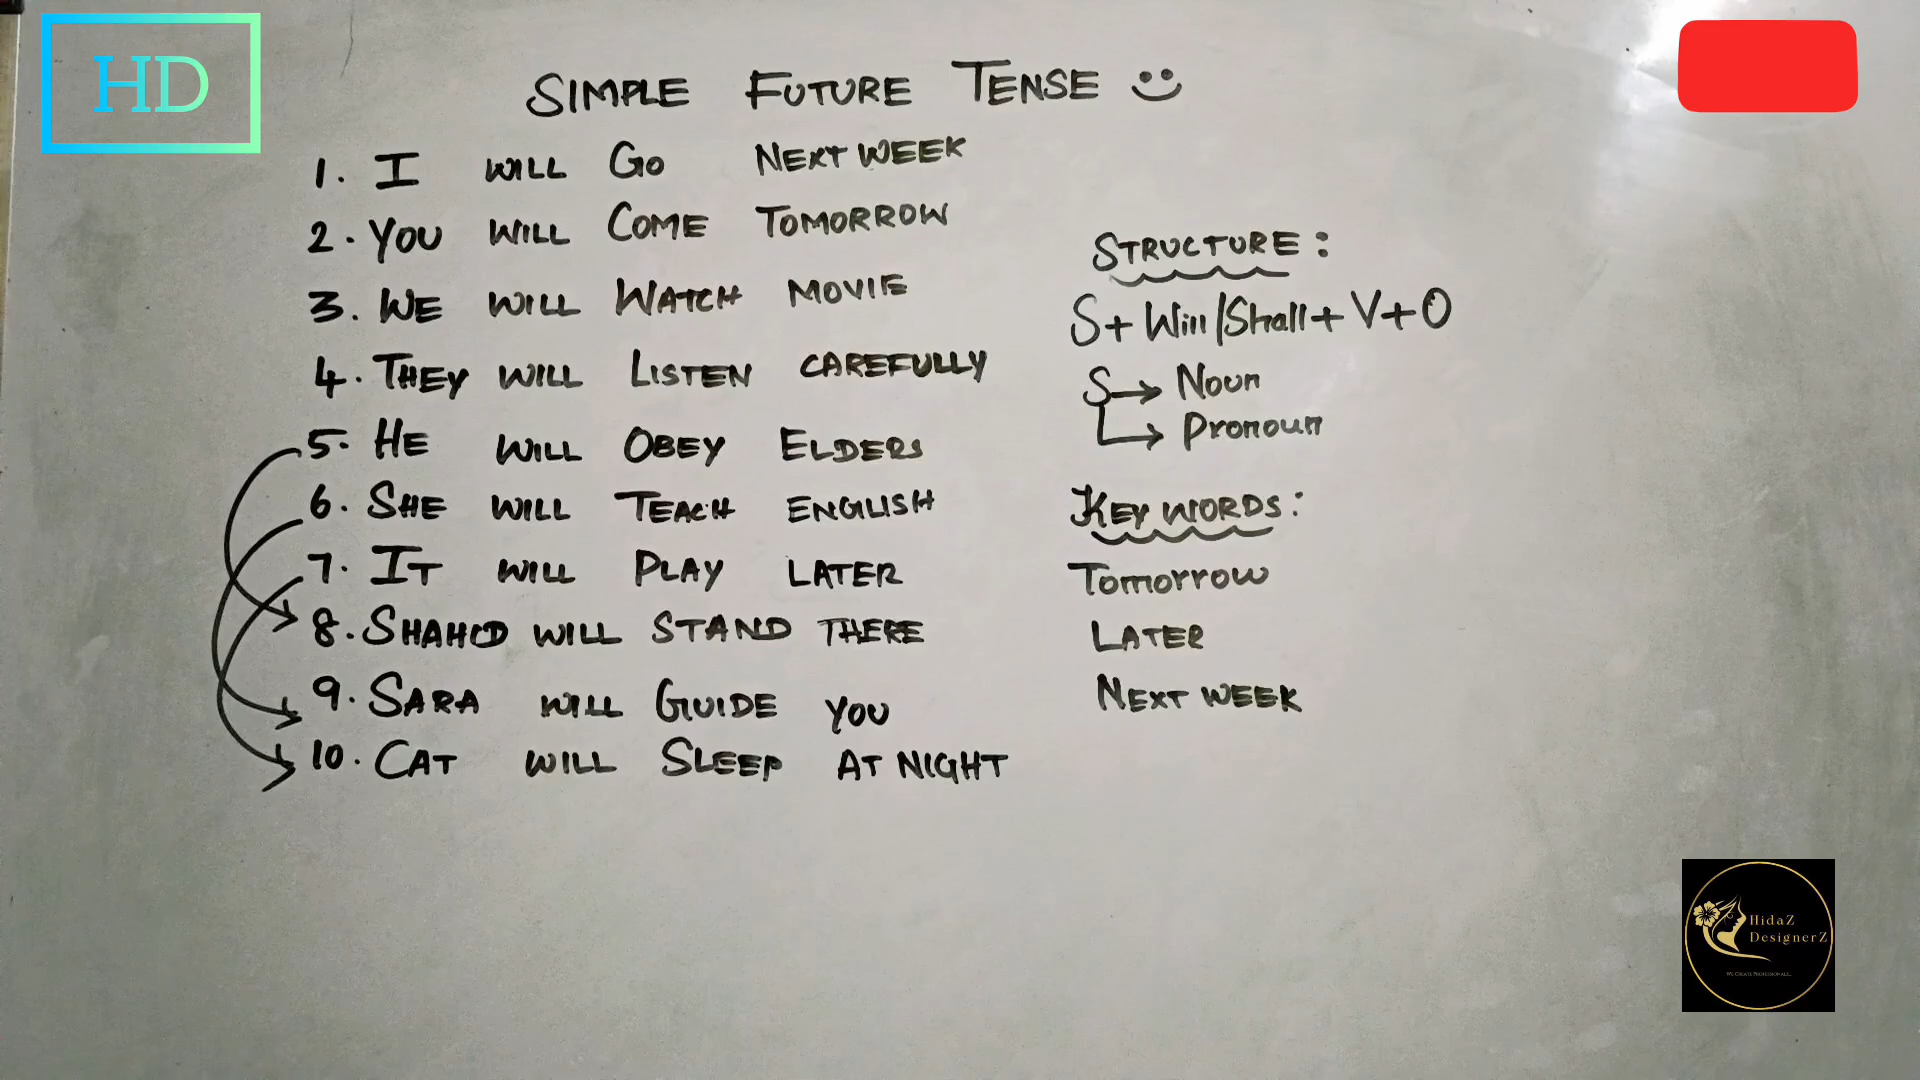 HD
SIMPLE FUTURE TENSE
1. I WILL GO NEXT WEEK
2. YOU WILL COME TOMORROW
3. WE WILL WATCH MOVIE
4. THEY WILL LISTEN CAREFULLY
5. HE WILL OBEY ELDERS
6. SHE WILL TEACH ENGLISH
7. IT WILL PLAY LATER
8. SHAHID WILL STAND THERE
9. SARA WILL GUIDE YOU
10. CAT WILL SLEEP AT NIGHT
STRUCTURE:
S+ Will/Shall + V+O
S → Noun
→ Pronoun
KEY WORDS:
Tomorrow
LATER
NEXT WEEK
HidaZ
DesignerZ